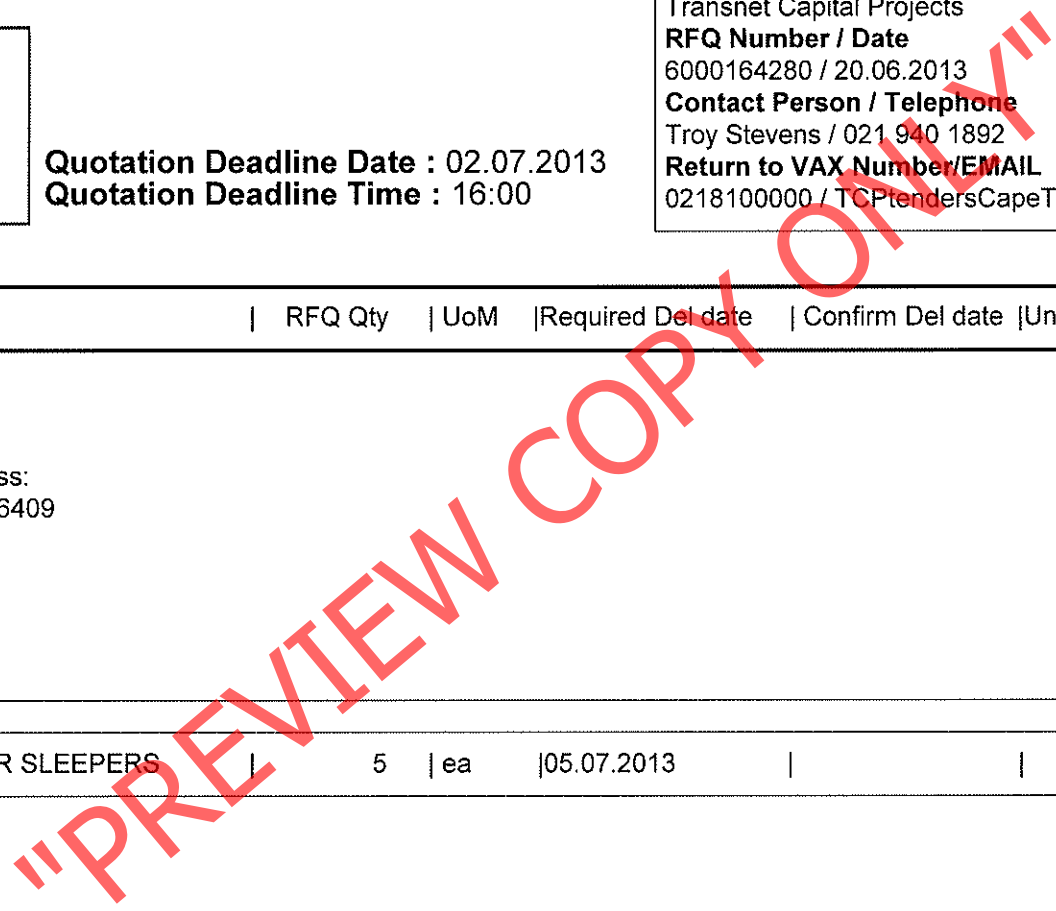 Transnet Capital Projects
RFQ Number / Date
6000164280 / 20.06.2013
Contact Person / Telephone
Troy Stevens / 021 940 1892
Return to VAX Number/EMAIL
0218100000 / TCPtendersCapeT
Quotation Deadline Date : 02.07.2013
Quotation Deadline Time : 16:00
| RFQ Qty | UoM |Required Del date | Confirm Del date |Un
ss:
6409
R SLEEPERS | 5 | ea |05.07.2013 | |
"PREVIEW COPY ONLY"